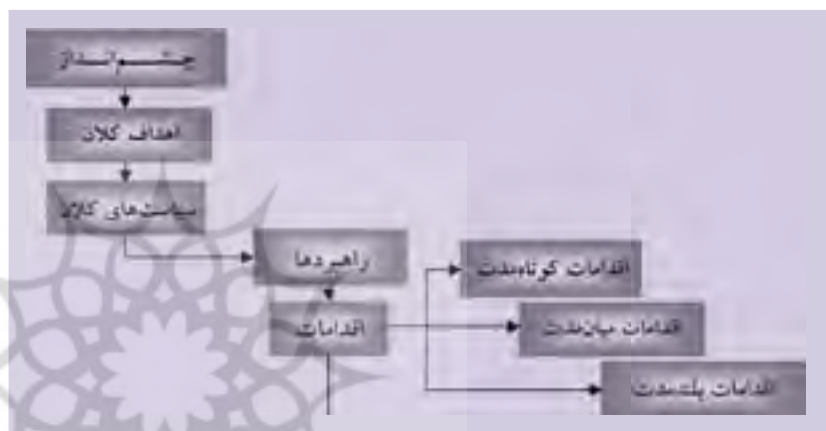 چشم‌انداز
اهداف کلان
سیاست‌های کلان
راهبردها
اقدامات
اقدامات کوتاه‌مدت
اقدامات میان‌مدت
اقدامات بلندمدت